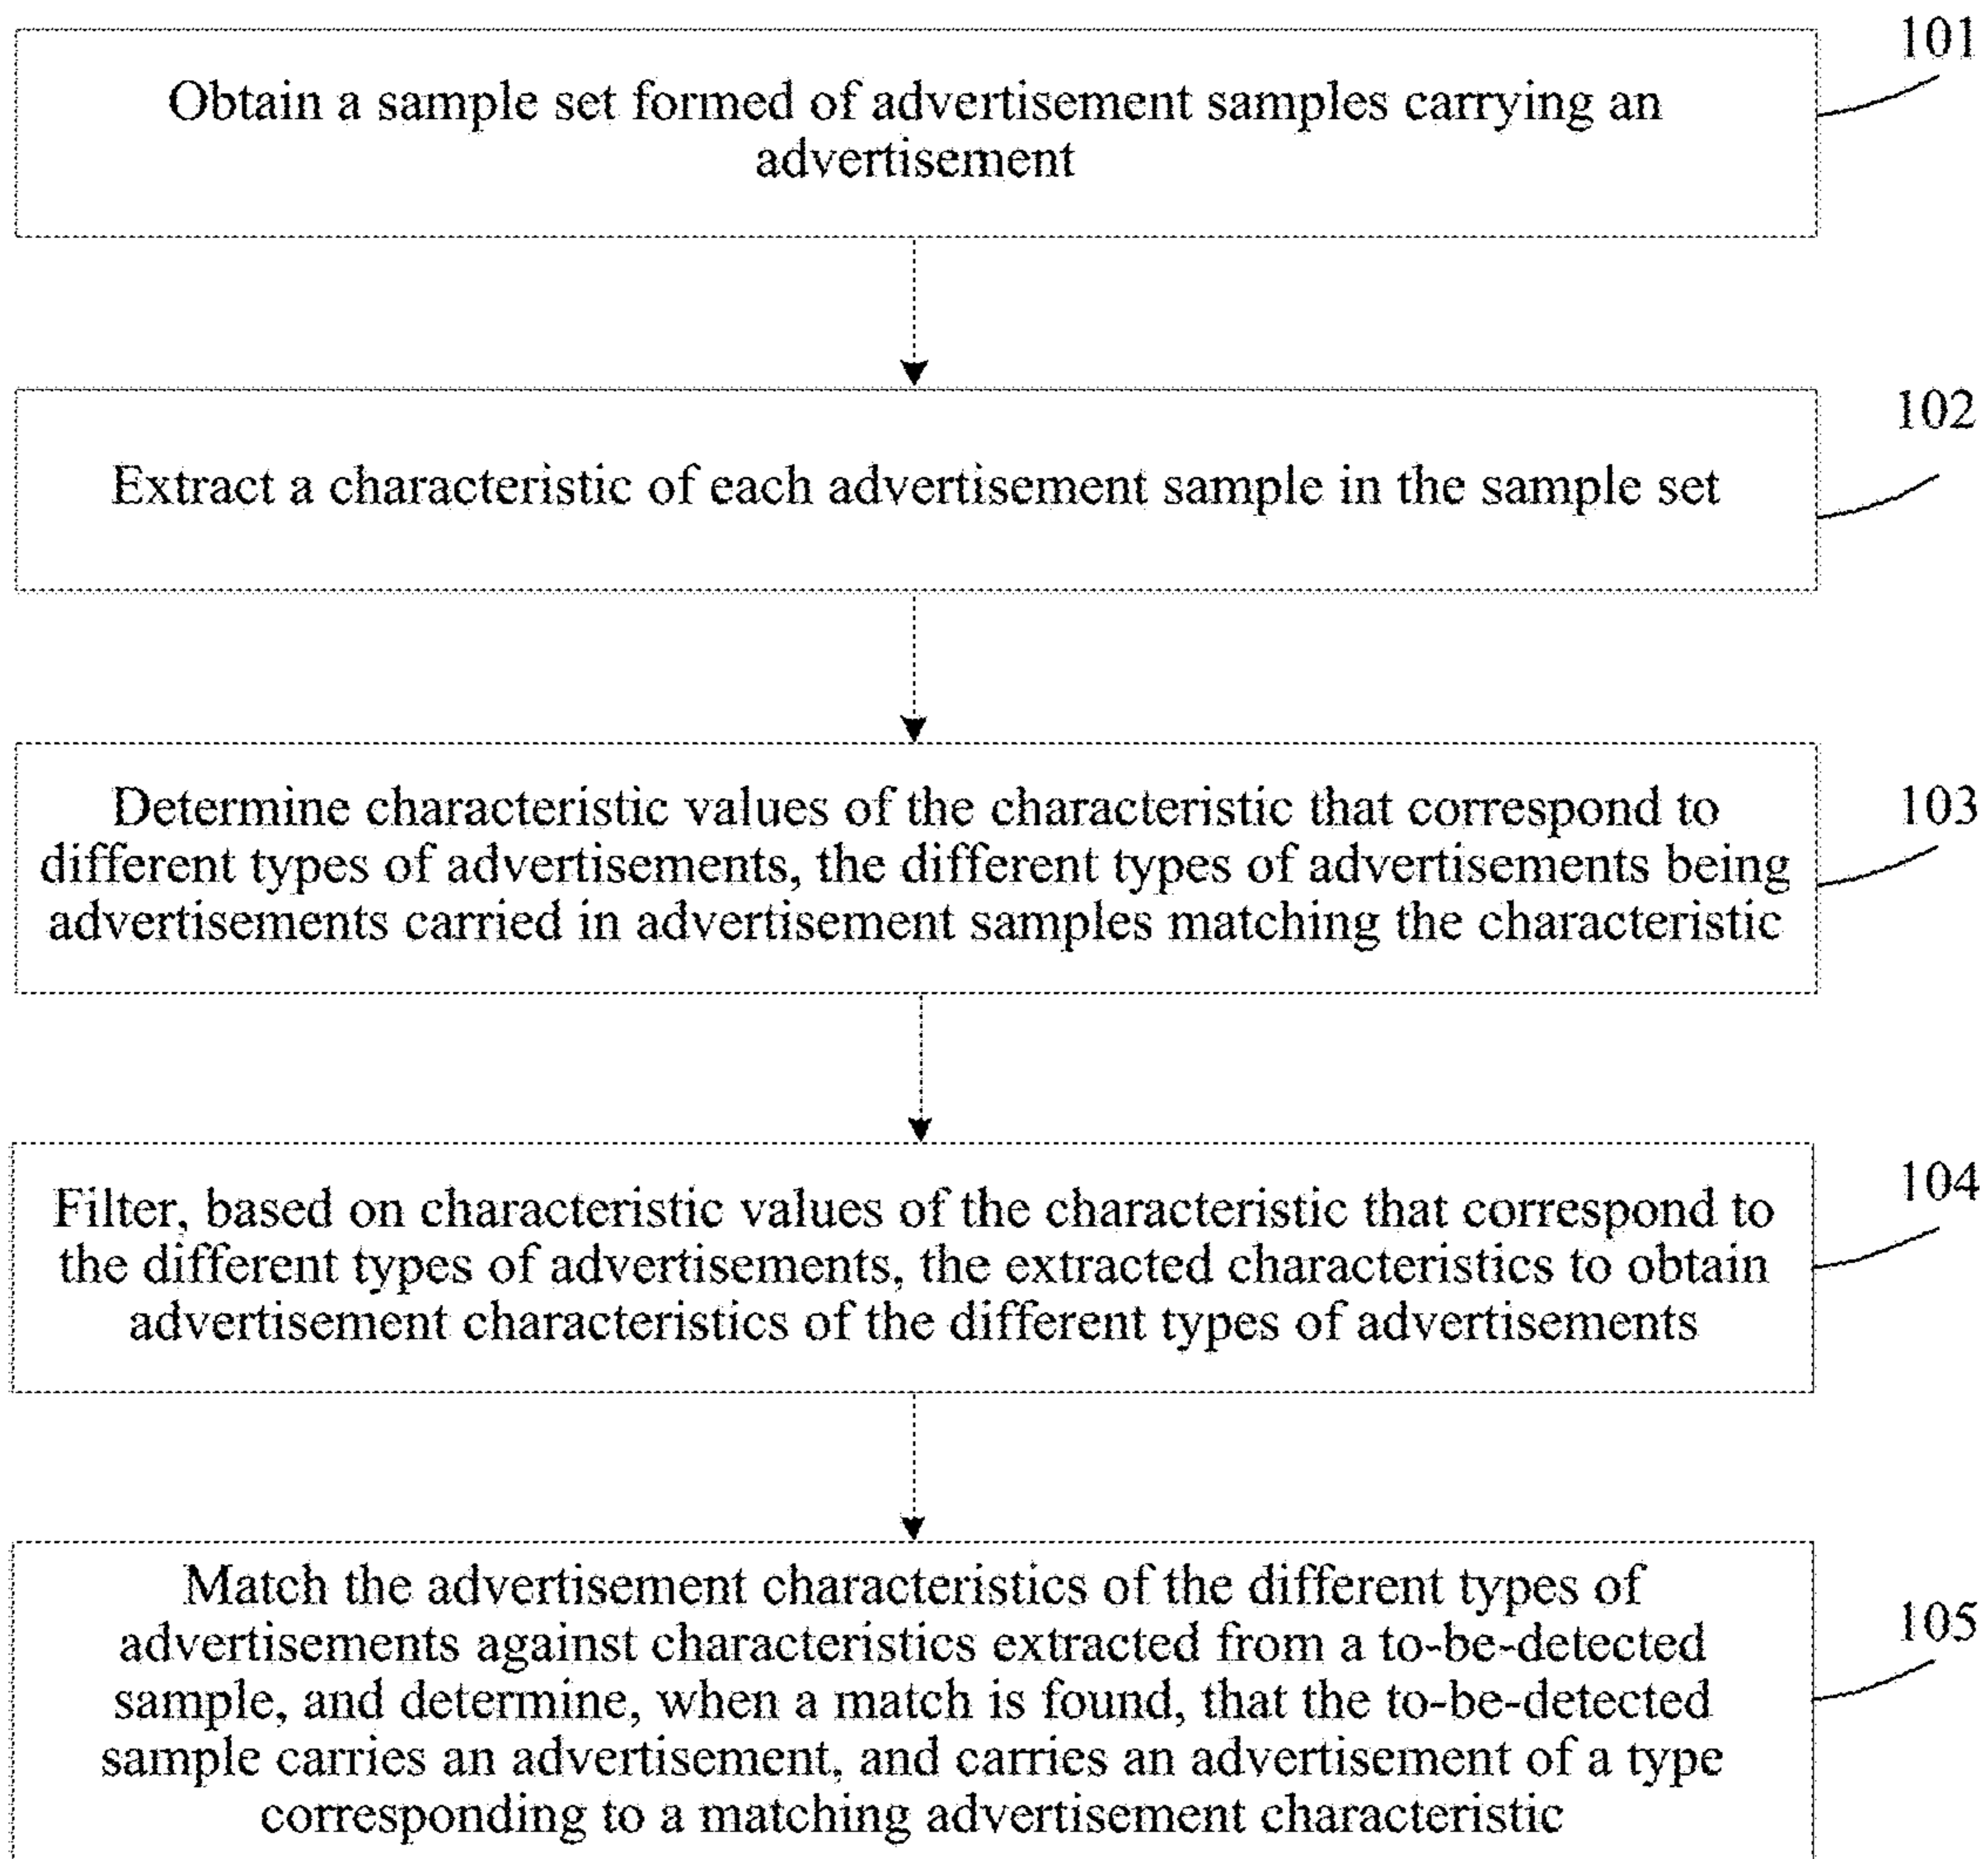 101
Obtain a sample set formed of advertisement samples carrying an
advertisement
102
Extract a characteristic of each advertisement sample in the sample set
103
Determine characteristic values of the characteristic that correspond to
different types of advertisements, the different types of advertisements being
advertisements carried in advertisement samples matching the characteristic
104
Filter, based on characteristic values of the characteristic that correspond to
the different types of advertisements, the extracted characteristics to obtain
advertisement characteristics of the different types of advertisements
105
Match the advertisement characteristics of the different types of
advertisements against characteristics extracted from a to-be-detected
sample, and determine, when a match is found, that the to-be-detected
sample carries an advertisement, and carries an advertisement of a type
corresponding to a matching advertisement characteristic